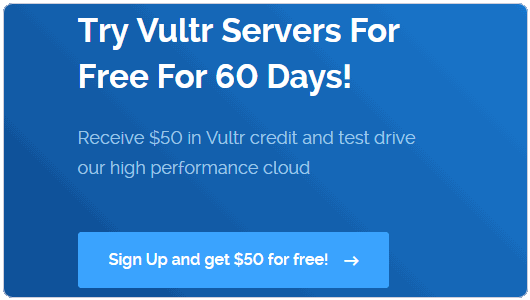 Try Vultr Servers For
Free For 60 Days!
Receive $50 in Vultr credit and test drive
our high performance cloud
Sign Up and get $50 for free! →